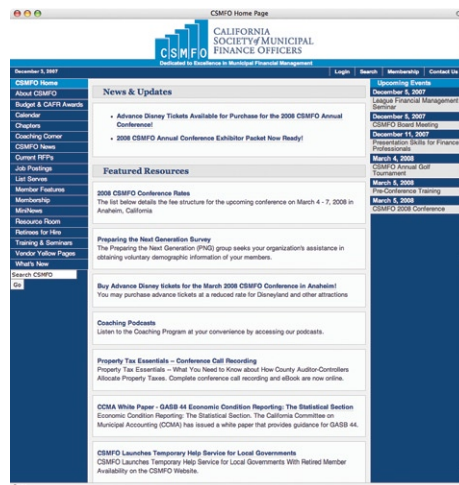 CSMFO Home Page
CALIFORNIA
SOCIETY of MUNICIPAL
FINANCE OFFICERS
CSMFO
Dedicated to Excellence in Municipal Financial Management
December 5, 2007
Login | Search | Membership | Contact Us
CSMFO Home
About CSMFO
Budget & CAFR Awards
Calendar
Chapters
Coaching Corner
CSMFO News
Current RFPs
Job Postings
List Serves
Member Features
Membership
MiniNews
Resource Room
Retirees for Hire
Training & Seminars
Vendor Yellow Pages
What's New
Search CSMFO
Go
News & Updates
• Advance Disney Tickets Available for Purchase for the 2008 CSMFO Annual
Conference!
• 2008 CSMFO Annual Conference Exhibitor Packet Now Ready!
Featured Resources
2008 CSMFO Conference Rates
The list below details the fee structure for the upcoming conference on March 4 - 7, 2008 in
Anaheim, California
Preparing the Next Generation Survey
The Preparing the Next Generation (PNG) group seeks your organization's assistance in
obtaining voluntary demographic information of your members.
Buy Advance Disney tickets for the March 2008 CSMFO Conference in Anaheim!
You may purchase advance tickets at a reduced rate for Disneyland and other attractions
Coaching Podcasts
Listen to the Coaching Program at your convenience by accessing our podcasts.
Property Tax Essentials – Conference Call Recording
Property Tax Essentials – What You Need to Know about How County Auditor-Controllers
Allocate Property Taxes. Complete conference call recording and eBook are now online.
CCMA White Paper - GASB 44 Economic Condition Reporting: The Statistical Section
Economic Condition Reporting: The Statistical Section. The California Committee on
Municipal Accounting (CCMA) has issued a white paper that provides guidance for GASB 44.
CSMFO Launches Temporary Help Service for Local Governments
CSMFO Launches Temporary Help Service for Local Governments With Retired Member
Availability on the CSMFO Website.
Upcoming Events
December 5, 2007
League Financial Management
Seminar
December 5, 2007
CSMFO Board Meeting
December 11, 2007
Presentation Skills for Finance
Professionals
March 4, 2008
CSMFO Annual Golf
Tournament
March 5, 2008
Pre-Conference Training
March 5, 2008
CSMFO 2008 Conference